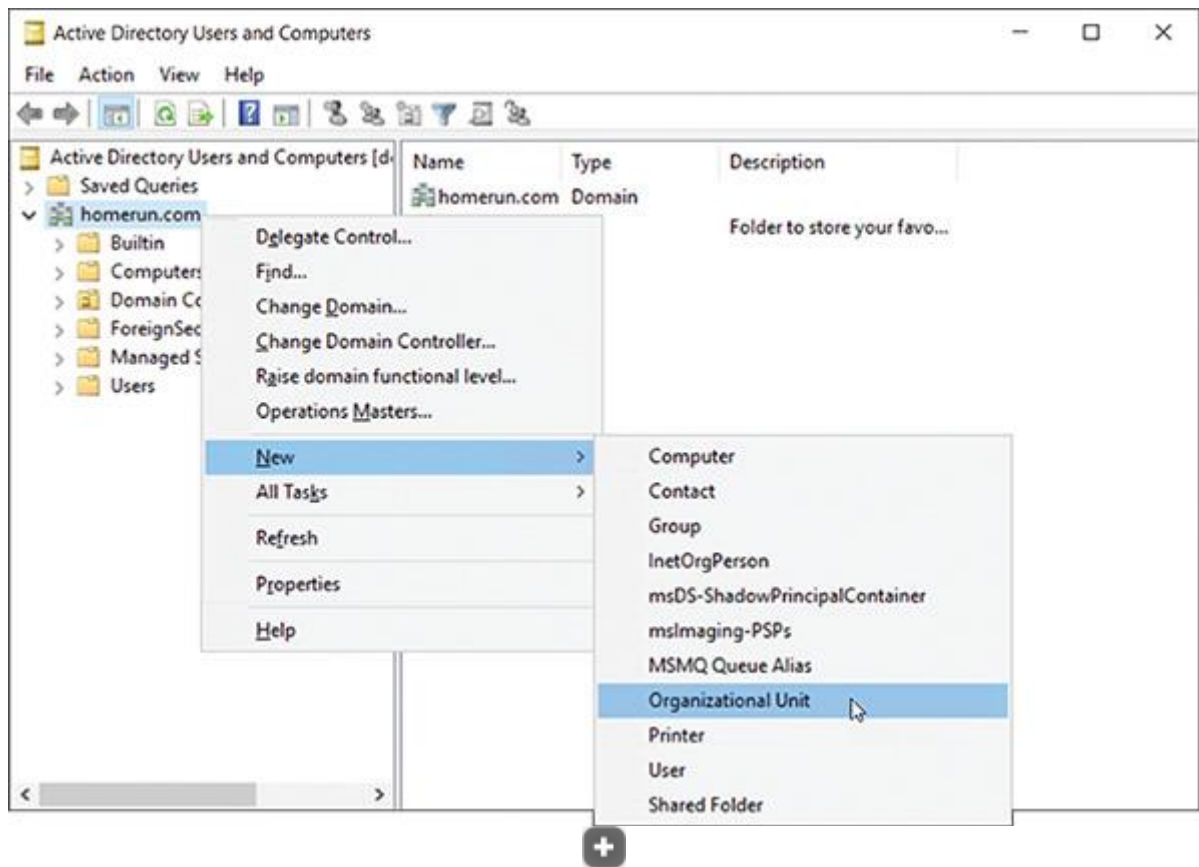 Active Directory Users and Computers
File Action View Help
Active Directory Users and Computers [d
Name Type Description
Saved Queries
homerun.com Domain
homerun.com
Folder to store your favo...
Builtin
Computers
Domain Co
ForeignSec
Managed S
Users
Delegate Control...
Find...
Change Domain...
Change Domain Controller...
Raise domain functional level...
Operations Masters...
New
All Tasks
Refresh
Properties
Help
Computer
Contact
Group
InetOrgPerson
msDS-ShadowPrincipalContainer
msImaging-PSPs
MSMQ Queue Alias
Organizational Unit
Printer
User
Shared Folder